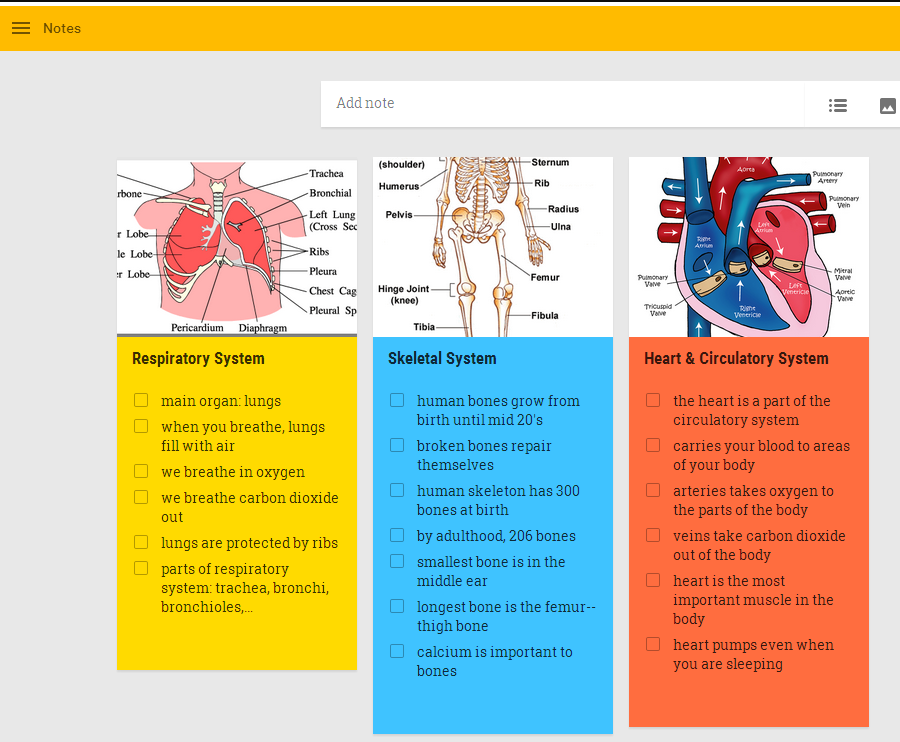 Notes
Add note
Trachea
rbone
Bronchial
Left Lung
(Cross Sec
r Lobe
le Lobe
Ribs
r Lobe
Pleura
Chest Cag
Pleural Sp
Pericardium Diaphragm
Respiratory System
main organ: lungs
when you breathe, lungs
fill with air
we breathe in oxygen
we breathe carbon dioxide
out
lungs are protected by ribs
parts of respiratory
system: trachea, bronchi,
bronchioles,...
(shoulder)
Sternum
Humerus
Rib
Pelvis
Radius
Ulna
Femur
Hinge Joint
(knee)
Fibula
Tibia
Skeletal System
human bones grow from
birth until mid 20's
broken bones repair
themselves
human skeleton has 300
bones at birth
by adulthood, 206 bones
smallest bone is in the
middle ear
longest bone is the femur--
thigh bone
calcium is important to
bones
Aorta
Pulmonary
Artery
Pulmonary
Vein
Left
Atrium
Right
Atrium
Pulmonary
Valve
Mitral
Valve
Left
Ventricle
Aortic
Valve
Tricuspid
Valve
Right
Ventricle
Heart & Circulatory System
the heart is a part of the
circulatory system
carries your blood to areas
of your body
arteries takes oxygen to
the parts of the body
veins take carbon dioxide
out of the body
heart is the most
important muscle in the
body
heart pumps even when
you are sleeping